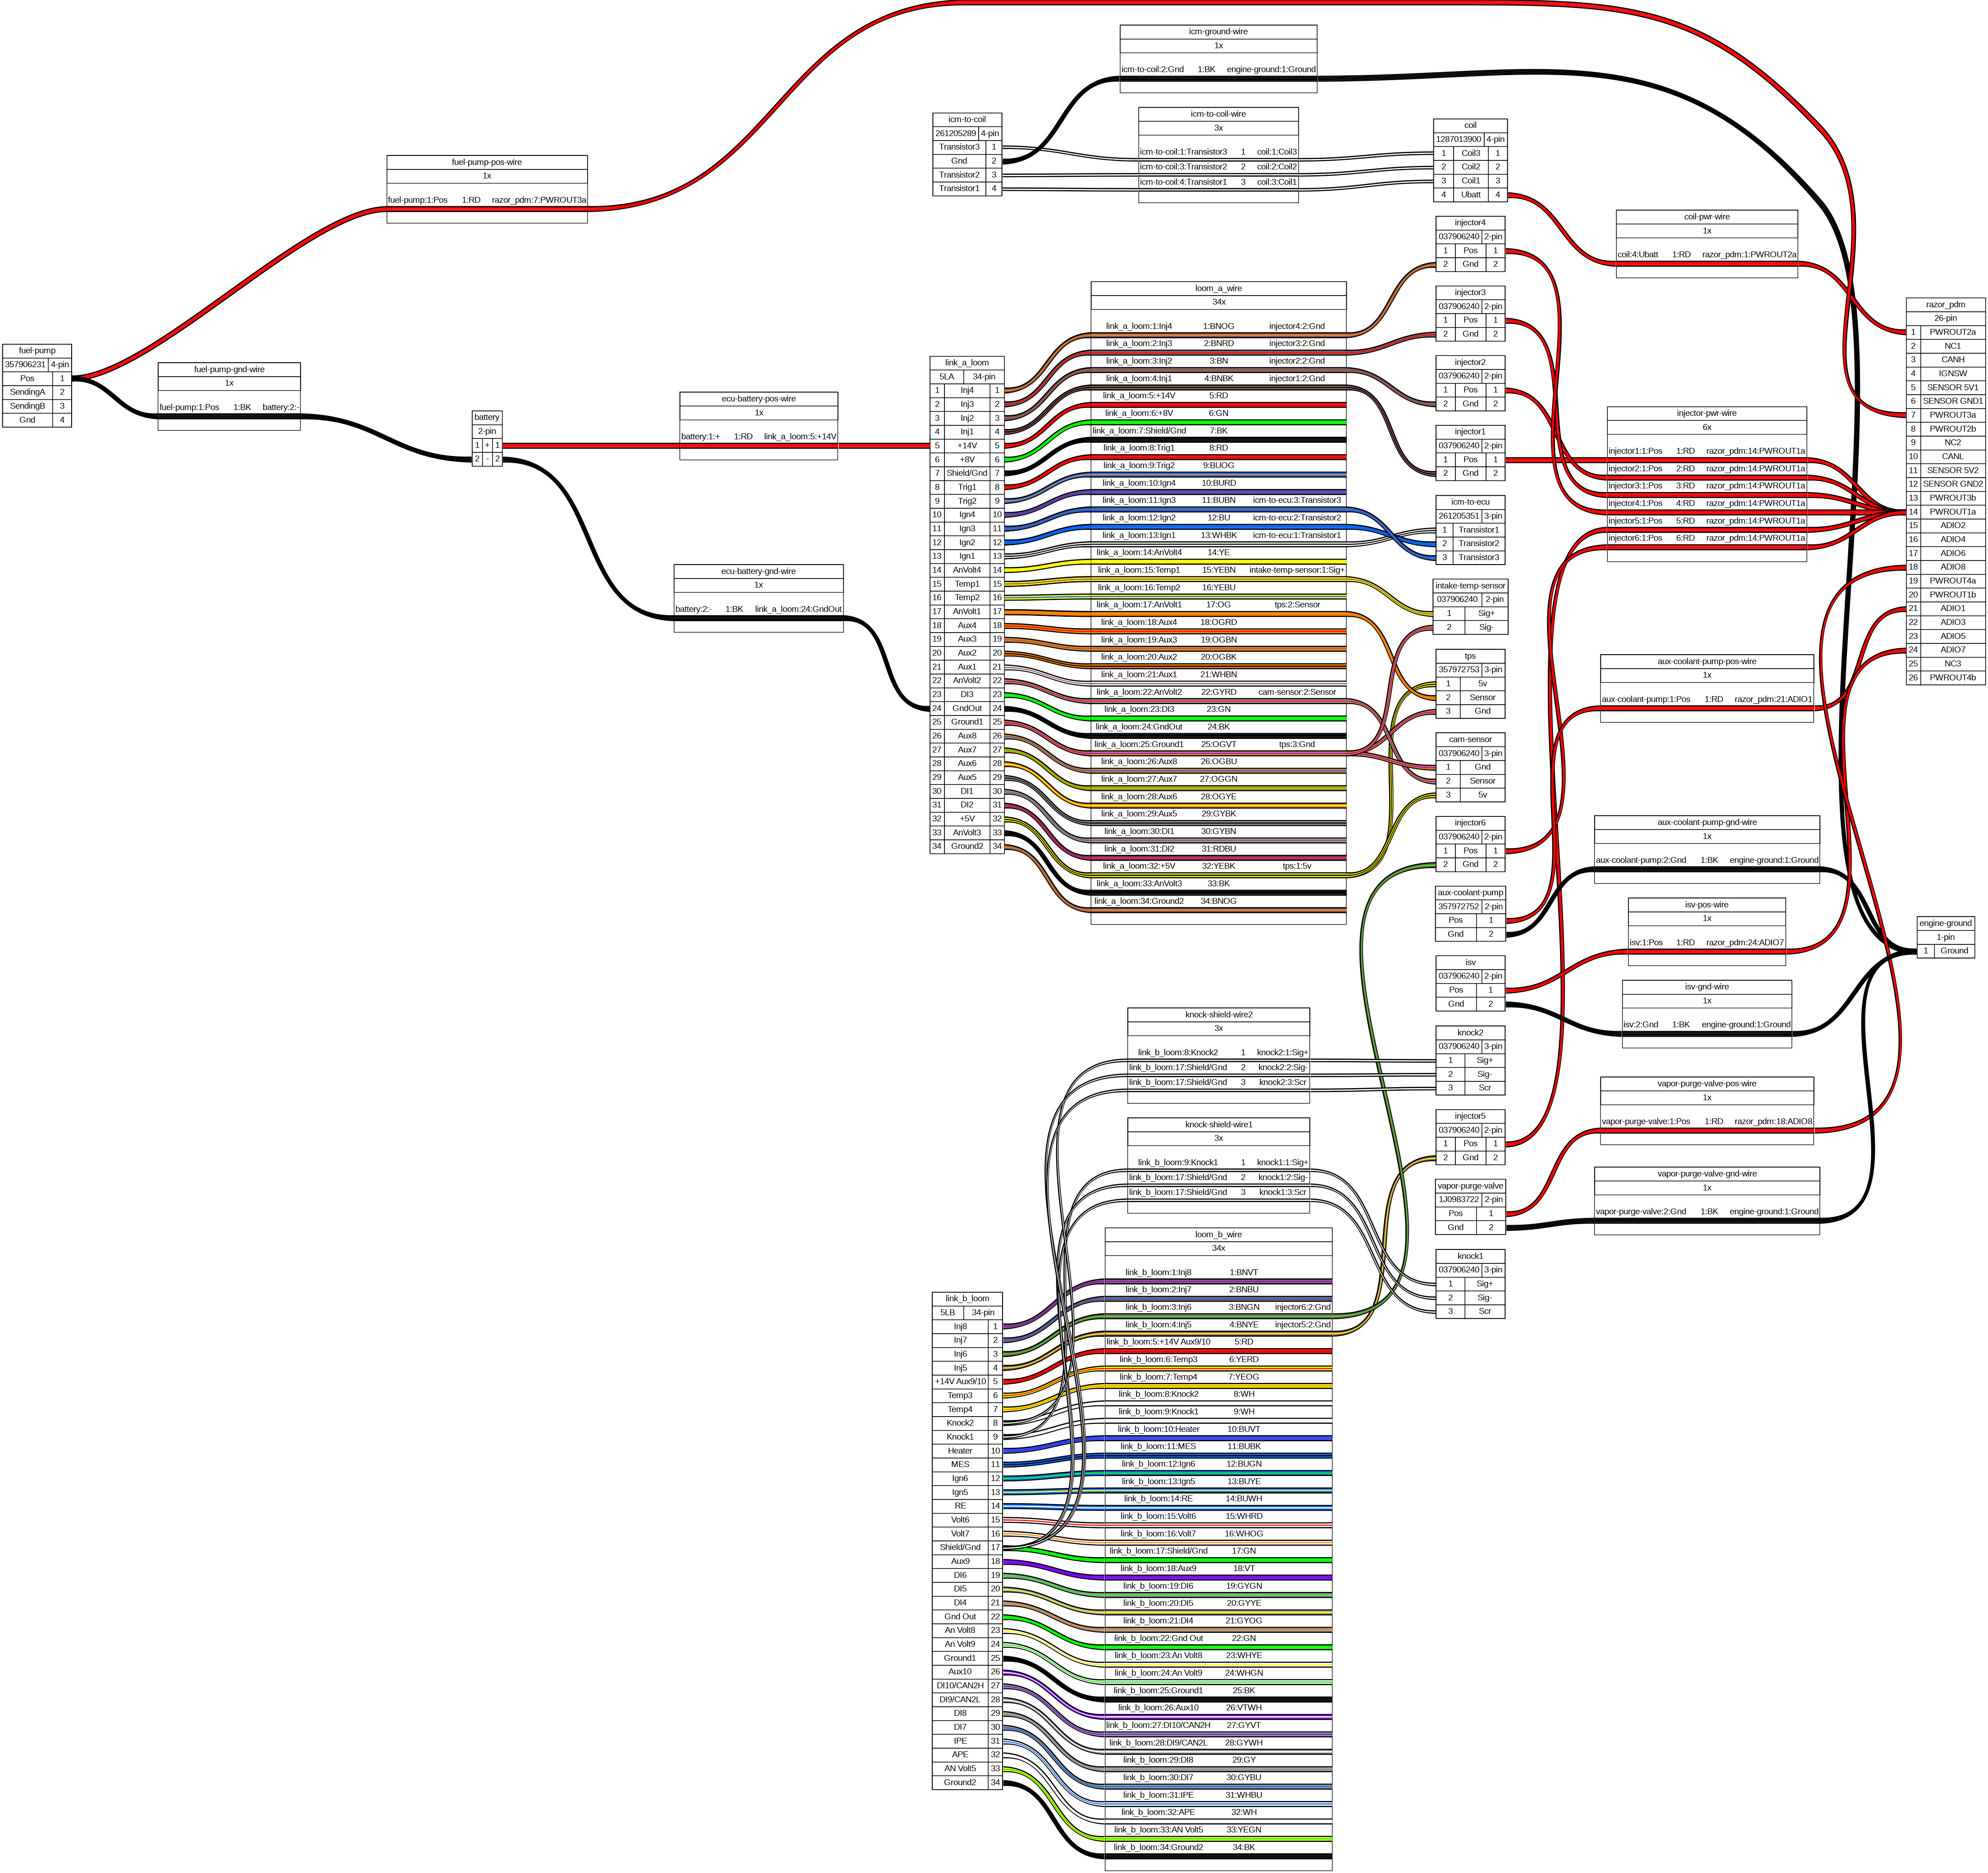 icm-ground-wire
1x
icm-to-coil:2:Gnd 1:BK engine-ground:1:Ground
icm-to-coil
261205289 4-pin
Transistor3 1
Gnd 2
Transistor2 3
Transistor1 4
icm-to-coil-wire
3x
icm-to-coil:1:Transistor3 1 coil:1:Coil3
icm-to-coil:3:Transistor2 2 coil:2:Coil2
icm-to-coil:4:Transistor1 3 coil:3:Coil1
coil
1287013900 4-pin
1 Coil3 1
2 Coil2 2
3 Coil1 3
4 Ubatt 4
fuel-pump-pos-wire
1x
fuel-pump:1:Pos 1:RD razor_pdm:7:PWROUT3a
coil-pwr-wire
1x
coil:4:Ubatt 1:RD razor_pdm:1:PWROUT2a
injector4
037906240 2-pin
1 Pos 1
2 Gnd 2
injector3
037906240 2-pin
1 Pos 1
2 Gnd 2
injector2
037906240 2-pin
1 Pos 1
2 Gnd 2
injector1
037906240 2-pin
1 Pos 1
2 Gnd 2
icm-to-ecu
261205351 3-pin
1 Transistor1
2 Transistor2
3 Transistor3
intake-temp-sensor
037906240 2-pin
1 Sig+
2 Sig-
tps
357972753 3-pin
1 5v
2 Sensor
3 Gnd
cam-sensor
037906240 3-pin
1 Gnd
2 Sensor
3 5v
injector6
037906240 2-pin
1 Pos 1
2 Gnd 2
aux-coolant-pump
357972752 2-pin
Pos 1
Gnd 2
isv
037906240 2-pin
Pos 1
Gnd 2
knock2
037906240 3-pin
1 Sig+
2 Sig-
3 Scr
injector5
037906240 2-pin
1 Pos 1
2 Gnd 2
vapor-purge-valve
1J0983722 2-pin
Pos 1
Gnd 2
knock1
037906240 3-pin
1 Sig+
2 Sig-
3 Scr
razor_pdm
26-pin
1 PWROUT2a
2 NC1
3 CANH
4 IGNSW
5 SENSOR 5V1
6 SENSOR GND1
7 PWROUT3a
8 PWROUT2b
9 NC2
10 CANL
11 SENSOR 5V2
12 SENSOR GND2
13 PWROUT3b
14 PWROUT1a
15 ADIO2
16 ADIO4
17 ADIO6
18 ADIO8
19 PWROUT4a
20 PWROUT1b
21 ADIO1
22 ADIO3
23 ADIO5
24 ADIO7
25 NC3
26 PWROUT4b
fuel-pump
357906231 4-pin
Pos 1
SendingA 2
SendingB 3
Gnd 4
fuel-pump-gnd-wire
1x
fuel-pump:1:Pos 1:BK battery:2:-
battery
2-pin
1 + 1
2 - 2
ecu-battery-pos-wire
1x
battery:1:+ 1:RD link_a_loom:5:+14V
ecu-battery-gnd-wire
1x
battery:2:- 1:BK link_a_loom:24:GndOut
link_a_loom
5LA 34-pin
1 Inj4 1
2 Inj3 2
3 Inj2 3
4 Inj1 4
5 +14V 5
6 +8V 6
7 Shield/Gnd 7
8 Trig1 8
9 Trig2 9
10 Ign4 10
11 Ign3 11
12 Ign2 12
13 Ign1 13
14 AnVolt4 14
15 Temp1 15
16 Temp2 16
17 AnVolt1 17
18 Aux4 18
19 Aux3 19
20 Aux2 20
21 Aux1 21
22 AnVolt2 22
23 DI3 23
24 GndOut 24
25 Ground1 25
26 Aux8 26
27 Aux7 27
28 Aux6 28
29 Aux5 29
30 DI1 30
31 DI2 31
32 +5V 32
33 AnVolt3 33
34 Ground2 34
loom_a_wire
34x
link_a_loom:1:Inj4 1:BNOG injector4:2:Gnd
link_a_loom:2:Inj3 2:BNRD injector3:2:Gnd
link_a_loom:3:Inj2 3:BN injector2:2:Gnd
link_a_loom:4:Inj1 4:BNBK injector1:2:Gnd
link_a_loom:5:+14V 5:RD
link_a_loom:6:+8V 6:GN
link_a_loom:7:Shield/Gnd 7:BK
link_a_loom:8:Trig1 8:RD
link_a_loom:9:Trig2 9:BUOG
link_a_loom:10:Ign4 10:BURD
link_a_loom:11:Ign3 11:BUBN icm-to-ecu:3:Transistor3
link_a_loom:12:Ign2 12:BU icm-to-ecu:2:Transistor2
link_a_loom:13:Ign1 13:WHBK icm-to-ecu:1:Transistor1
link_a_loom:14:AnVolt4 14:YE
link_a_loom:15:Temp1 15:YEBN intake-temp-sensor:1:Sig+
link_a_loom:16:Temp2 16:YEBU
link_a_loom:17:AnVolt1 17:OG tps:2:Sensor
link_a_loom:18:Aux4 18:OGRD
link_a_loom:19:Aux3 19:OGBN
link_a_loom:20:Aux2 20:OGBK
link_a_loom:21:Aux1 21:WHBN
link_a_loom:22:AnVolt2 22:GYRD cam-sensor:2:Sensor
link_a_loom:23:DI3 23:GN
link_a_loom:24:GndOut 24:BK
link_a_loom:25:Ground1 25:OGVT tps:3:Gnd
link_a_loom:26:Aux8 26:OGBU
link_a_loom:27:Aux7 27:OGGN
link_a_loom:28:Aux6 28:OGYE
link_a_loom:29:Aux5 29:GYBK
link_a_loom:30:DI1 30:GYBN
link_a_loom:31:DI2 31:RDBU
link_a_loom:32:+5V 32:YEBK tps:1:5v
link_a_loom:33:AnVolt3 33:BK
link_a_loom:34:Ground2 34:BNOG
injector-pwr-wire
6x
injector1:1:Pos 1:RD razor_pdm:14:PWROUT1a
injector2:1:Pos 2:RD razor_pdm:14:PWROUT1a
injector3:1:Pos 3:RD razor_pdm:14:PWROUT1a
injector4:1:Pos 4:RD razor_pdm:14:PWROUT1a
injector5:1:Pos 5:RD razor_pdm:14:PWROUT1a
injector6:1:Pos 6:RD razor_pdm:14:PWROUT1a
aux-coolant-pump-pos-wire
1x
aux-coolant-pump:1:Pos 1:RD razor_pdm:21:ADIO1
aux-coolant-pump-gnd-wire
1x
aux-coolant-pump:2:Gnd 1:BK engine-ground:1:Ground
isv-pos-wire
1x
isv:1:Pos 1:RD razor_pdm:24:ADIO7
isv-gnd-wire
1x
isv:2:Gnd 1:BK engine-ground:1:Ground
engine-ground
1-pin
1 Ground
vapor-purge-valve-pos-wire
1x
vapor-purge-valve:1:Pos 1:RD razor_pdm:18:ADIO8
vapor-purge-valve-gnd-wire
1x
vapor-purge-valve:2:Gnd 1:BK engine-ground:1:Ground
knock-shield-wire2
3x
link_b_loom:8:Knock2 1 knock2:1:Sig+
link_b_loom:17:Shield/Gnd 2 knock2:2:Sig-
link_b_loom:17:Shield/Gnd 3 knock2:3:Scr
knock-shield-wire1
3x
link_b_loom:9:Knock1 1 knock1:1:Sig+
link_b_loom:17:Shield/Gnd 2 knock1:2:Sig-
link_b_loom:17:Shield/Gnd 3 knock1:3:Scr
link_b_loom
5LB 34-pin
Inj8 1
Inj7 2
Inj6 3
Inj5 4
+14V Aux9/10 5
Temp3 6
Temp4 7
Knock2 8
Knock1 9
Heater 10
MES 11
Ign6 12
Ign5 13
RE 14
Volt6 15
Volt7 16
Shield/Gnd 17
Aux9 18
DI6 19
DI5 20
DI4 21
Gnd Out 22
An Volt8 23
An Volt9 24
Ground1 25
Aux10 26
DI10/CAN2H 27
DI9/CAN2L 28
DI8 29
DI7 30
IPE 31
APE 32
AN Volt5 33
Ground2 34
loom_b_wire
34x
link_b_loom:1:Inj8 1:BNVT
link_b_loom:2:Inj7 2:BNBU
link_b_loom:3:Inj6 3:BNGN injector6:2:Gnd
link_b_loom:4:Inj5 4:BNYE injector5:2:Gnd
link_b_loom:5:+14V Aux9/10 5:RD
link_b_loom:6:Temp3 6:YERD
link_b_loom:7:Temp4 7:YEOG
link_b_loom:8:Knock2 8:WH
link_b_loom:9:Knock1 9:WH
link_b_loom:10:Heater 10:BUVT
link_b_loom:11:MES 11:BUBK
link_b_loom:12:Ign6 12:BUGN
link_b_loom:13:Ign5 13:BUYE
link_b_loom:14:RE 14:BUWH
link_b_loom:15:Volt6 15:WHRD
link_b_loom:16:Volt7 16:WHOG
link_b_loom:17:Shield/Gnd 17:GN
link_b_loom:18:Aux9 18:VT
link_b_loom:19:DI6 19:GYGN
link_b_loom:20:DI5 20:GYYE
link_b_loom:21:DI4 21:GYOG
link_b_loom:22:Gnd Out 22:GN
link_b_loom:23:An Volt8 23:WHYE
link_b_loom:24:An Volt9 24:WHGN
link_b_loom:25:Ground1 25:BK
link_b_loom:26:Aux10 26:VTWH
link_b_loom:27:DI10/CAN2H 27:GYVT
link_b_loom:28:DI9/CAN2L 28:GYWH
link_b_loom:29:DI8 29:GY
link_b_loom:30:DI7 30:GYBU
link_b_loom:31:IPE 31:WHBU
link_b_loom:32:APE 32:WH
link_b_loom:33:AN Volt5 33:YEGN
link_b_loom:34:Ground2 34:BK